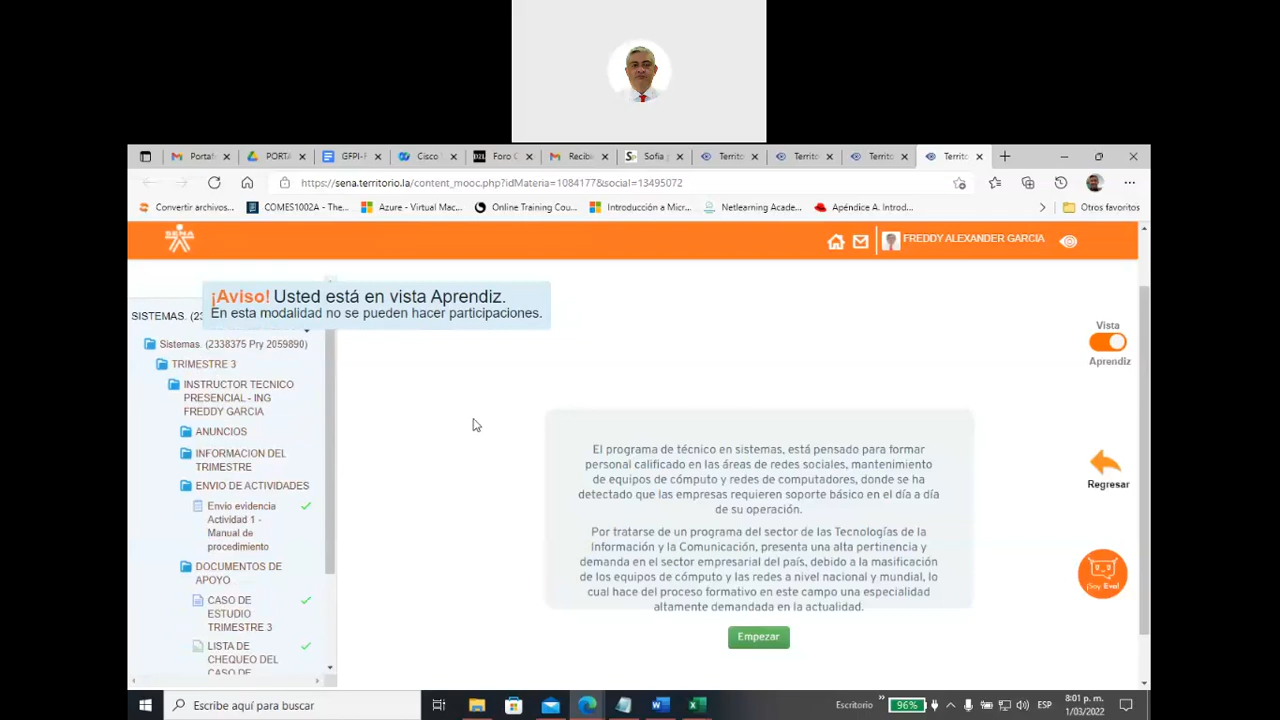 Portal
PORTA
GFPI-F
Cisco
Foro C
Recibi
Sofia
Territo
Territo
Territo
Territo
https://sena.territorio.la/content_mooc.php?idMateria=1084177&social=13495072
Convertir archivos...
COMES1002A - The...
Azure - Virtual Mac...
Online Training Cou...
Introducción a Micr...
Netlearning Acade...
Apéndice A. Introd...
Otros favoritos
SENA
FREDDY ALEXANDER GARCIA
¡Aviso! Usted está en vista Aprendiz.
En esta modalidad no se pueden hacer participaciones.
SISTEMAS. (23
Sistemas. (2338375 Pry 2059890)
TRIMESTRE 3
INSTRUCTOR TECNICO
PRESENCIAL - ING
FREDDY GARCIA
ANUNCIOS
INFORMACION DEL
TRIMESTRE
ENVIO DE ACTIVIDADES
Envio evidencia
Actividad 1 -
Manual de
procedimiento
DOCUMENTOS DE
APOYO
CASO DE
ESTUDIO
TRIMESTRE 3
LISTA DE
CHEQUEO DEL
CASO DE
El programa de técnico en sistemas, está pensado para formar
personal calificado en las áreas de redes sociales, mantenimiento
de equipos de cómputo y redes de computadores, donde se ha
detectado que las empresas requieren soporte básico en el día a día
de su operación.
Por tratarse de un programa del sector de las Tecnologías de la
Información y la Comunicación, presenta una alta pertinencia y
demanda en el sector empresarial del país, debido a la masificación
de los equipos de cómputo y las redes a nivel nacional y mundial, lo
cual hace del proceso formativo en este campo una especialidad
altamente demandada en la actualidad.
Empezar
Vista
Aprendiz
Regresar
¡Soy Eva!
Escribe aquí para buscar
Escritorio
96%
ESP
8:01 p. m.
1/03/2022